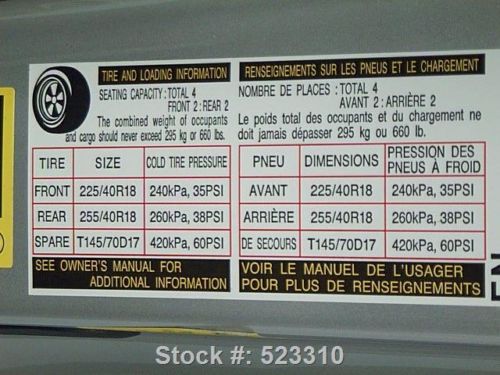 TIRE AND LOADING INFORMATION
SEATING CAPACITY: TOTAL 4
FRONT 2 : REAR 2
The combined weight of occupants
and cargo should never exceed 295 kg or 660 lbs.
TIRE SIZE COLD TIRE PRESSURE
FRONT 225/40R18 240kPa, 35PSI
REAR 255/40R18 260kPa, 38PSI
SPARE T145/70D17 420kPa, 60PSI
SEE OWNER'S MANUAL FOR
ADDITIONAL INFORMATION
RENSEIGNEMENTS SUR LES PNEUS ET LE CHARGEMENT
NOMBRE DE PLACES : TOTAL 4
AVANT 2 : ARRIÈRE 2
Le poids total des occupants et du chargement ne
doit jamais dépasser 295 kg ou 660 lb.
PNEU DIMENSIONS PRESSION DES
PNEUS À FROID
AVANT 225/40R18 240kPa, 35PSI
ARRIÈRE 255/40R18 260kPa, 38PSI
DE SECOURS T145/70D17 420kPa, 60PSI
VOIR LE MANUEL DE L'USAGER
POUR PLUS DE RENSEIGNEMENTS
EN
Stock #: 523310